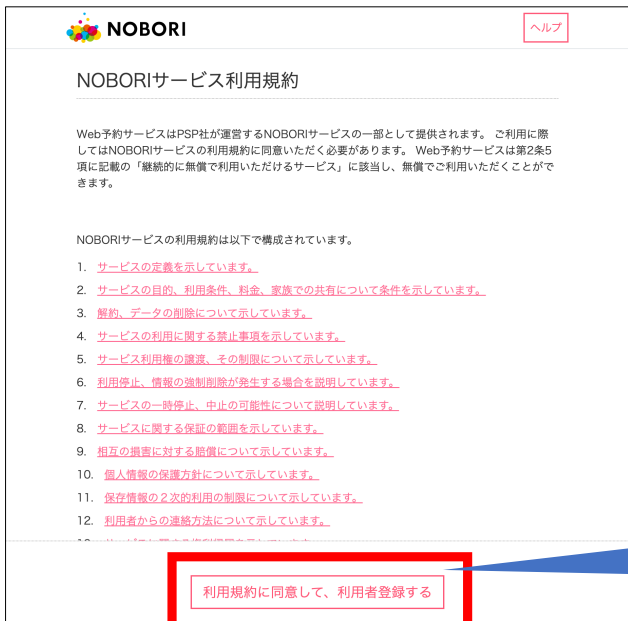 NOBORI
ヘルプ
NOBORIサービス利用規約
Web予約サービスはPSP社が運営するNOBORIサービスの一部として提供されます。 ご利用に際
してはNOBORIサービスの利用規約に同意いただく必要があります。 Web予約サービスは第2条5
項に記載の「継続的に無償で利用いただけるサービス」に該当し、無償でご利用いただくことがで
きます。
NOBORIサービスの利用規約は以下で構成されています。
1. サービスの定義を示しています。
2. サービスの目的、利用条件、料金、家族での共有について条件を示しています。
3. 解約、データの削除について示しています。
4. サービスの利用に関する禁止事項を示しています。
5. サービス利用権の譲渡、その制限について示しています。
6. 利用停止、情報の強制削除が発生する場合を説明しています。
7. サービスの一時停止、中止の可能性について説明しています。
8. サービスに関する保証の範囲を示しています。
9. 相互の損害に対する賠償について示しています。
10. 個人情報の保護方針について示しています。
11. 保存情報の２次的利用の制限について示しています。
12. 利用者からの連絡方法について示しています。
利用規約に同意して、利用者登録する